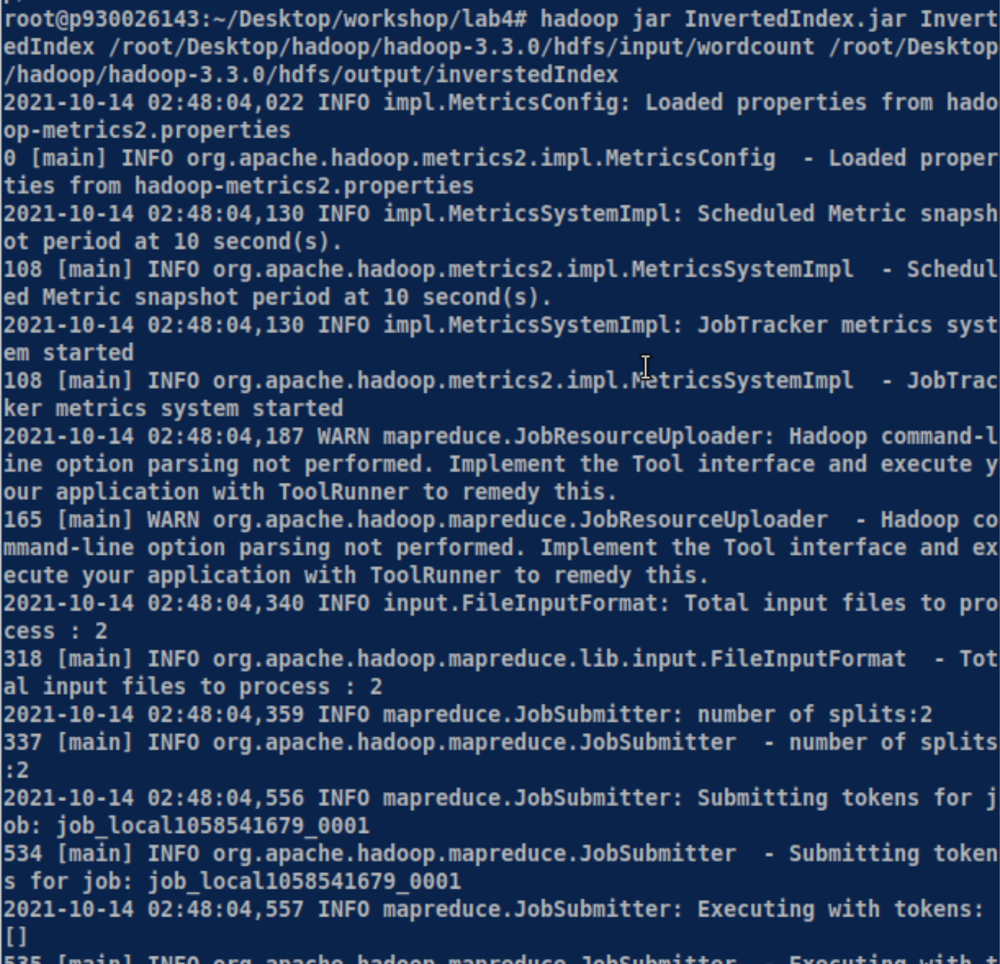 root@p930026143:~/Desktop/workshop/lab4# hadoop jar InvertedIndex.jar Invert
edIndex /root/Desktop/hadoop/hadoop-3.3.0/hdfs/input/wordcount /root/Desktop
/hadoop/hadoop-3.3.0/hdfs/output/inverstedIndex
2021-10-14 02:48:04,022 INFO impl.MetricsConfig: Loaded properties from hado
op-metrics2.properties
0 [main] INFO org.apache.hadoop.metrics2.impl.MetricsConfig  - Loaded proper
ties from hadoop-metrics2.properties
2021-10-14 02:48:04,130 INFO impl.MetricsSystemImpl: Scheduled Metric snapsh
ot period at 10 second(s).
108 [main] INFO org.apache.hadoop.metrics2.impl.MetricsSystemImpl  - Schedul
ed Metric snapshot period at 10 second(s).
2021-10-14 02:48:04,130 INFO impl.MetricsSystemImpl: JobTracker metrics syst
em started
108 [main] INFO org.apache.hadoop.metrics2.impl.MetricsSystemImpl  - JobTrac
ker metrics system started
2021-10-14 02:48:04,187 WARN mapreduce.JobResourceUploader: Hadoop command-l
ine option parsing not performed. Implement the Tool interface and execute y
our application with ToolRunner to remedy this.
165 [main] WARN org.apache.hadoop.mapreduce.JobResourceUploader  - Hadoop co
mmand-line option parsing not performed. Implement the Tool interface and ex
ecute your application with ToolRunner to remedy this.
2021-10-14 02:48:04,340 INFO input.FileInputFormat: Total input files to pro
cess : 2
318 [main] INFO org.apache.hadoop.mapreduce.lib.input.FileInputFormat  - Tot
al input files to process : 2
2021-10-14 02:48:04,359 INFO mapreduce.JobSubmitter: number of splits:2
337 [main] INFO org.apache.hadoop.mapreduce.JobSubmitter  - number of splits
:2
2021-10-14 02:48:04,556 INFO mapreduce.JobSubmitter: Submitting tokens for j
ob: job_local1058541679_0001
534 [main] INFO org.apache.hadoop.mapreduce.JobSubmitter  - Submitting token
s for job: job_local1058541679_0001
2021-10-14 02:48:04,557 INFO mapreduce.JobSubmitter: Executing with tokens:
[]
535 [main] INFO org.apache.hadoop.mapreduce.JobSubmitter  - Executing with t